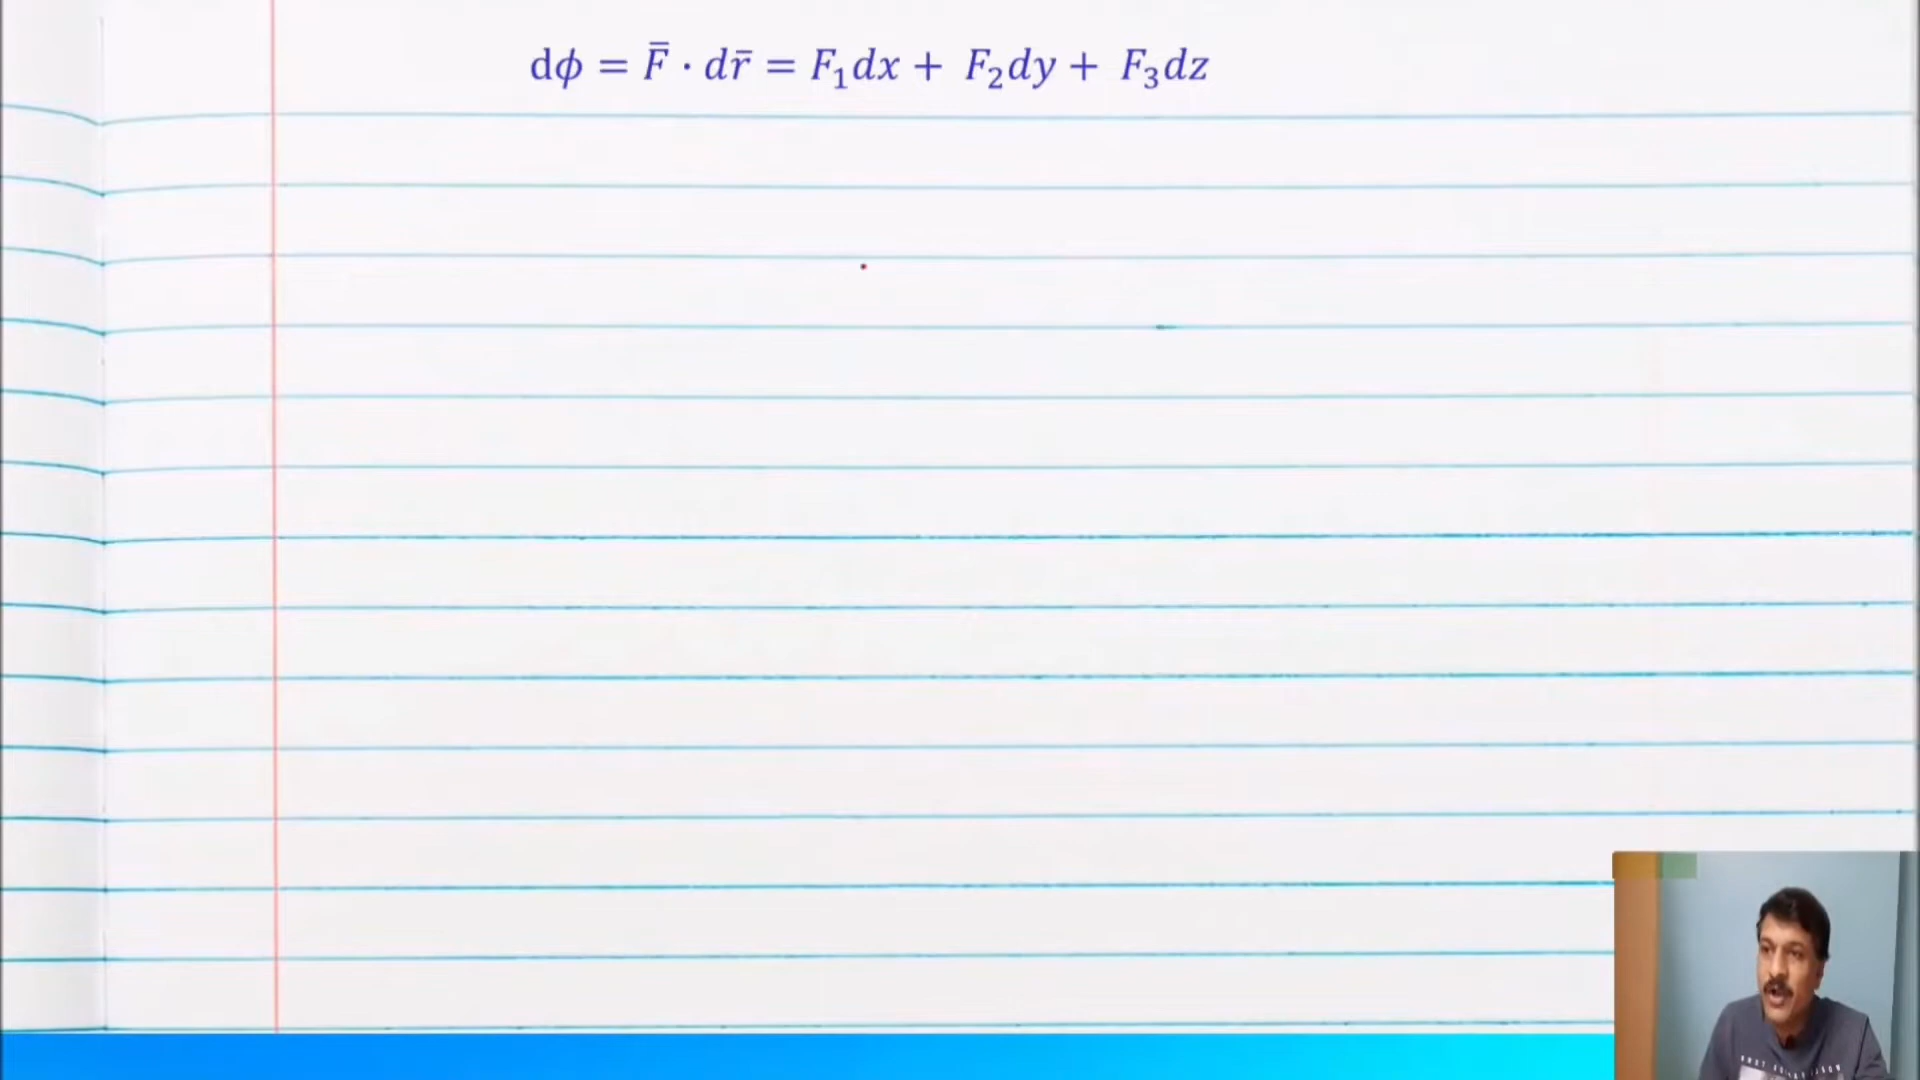 dϕ = F̄ · dr̄ = F₁dx + F₂dy + F₃dz